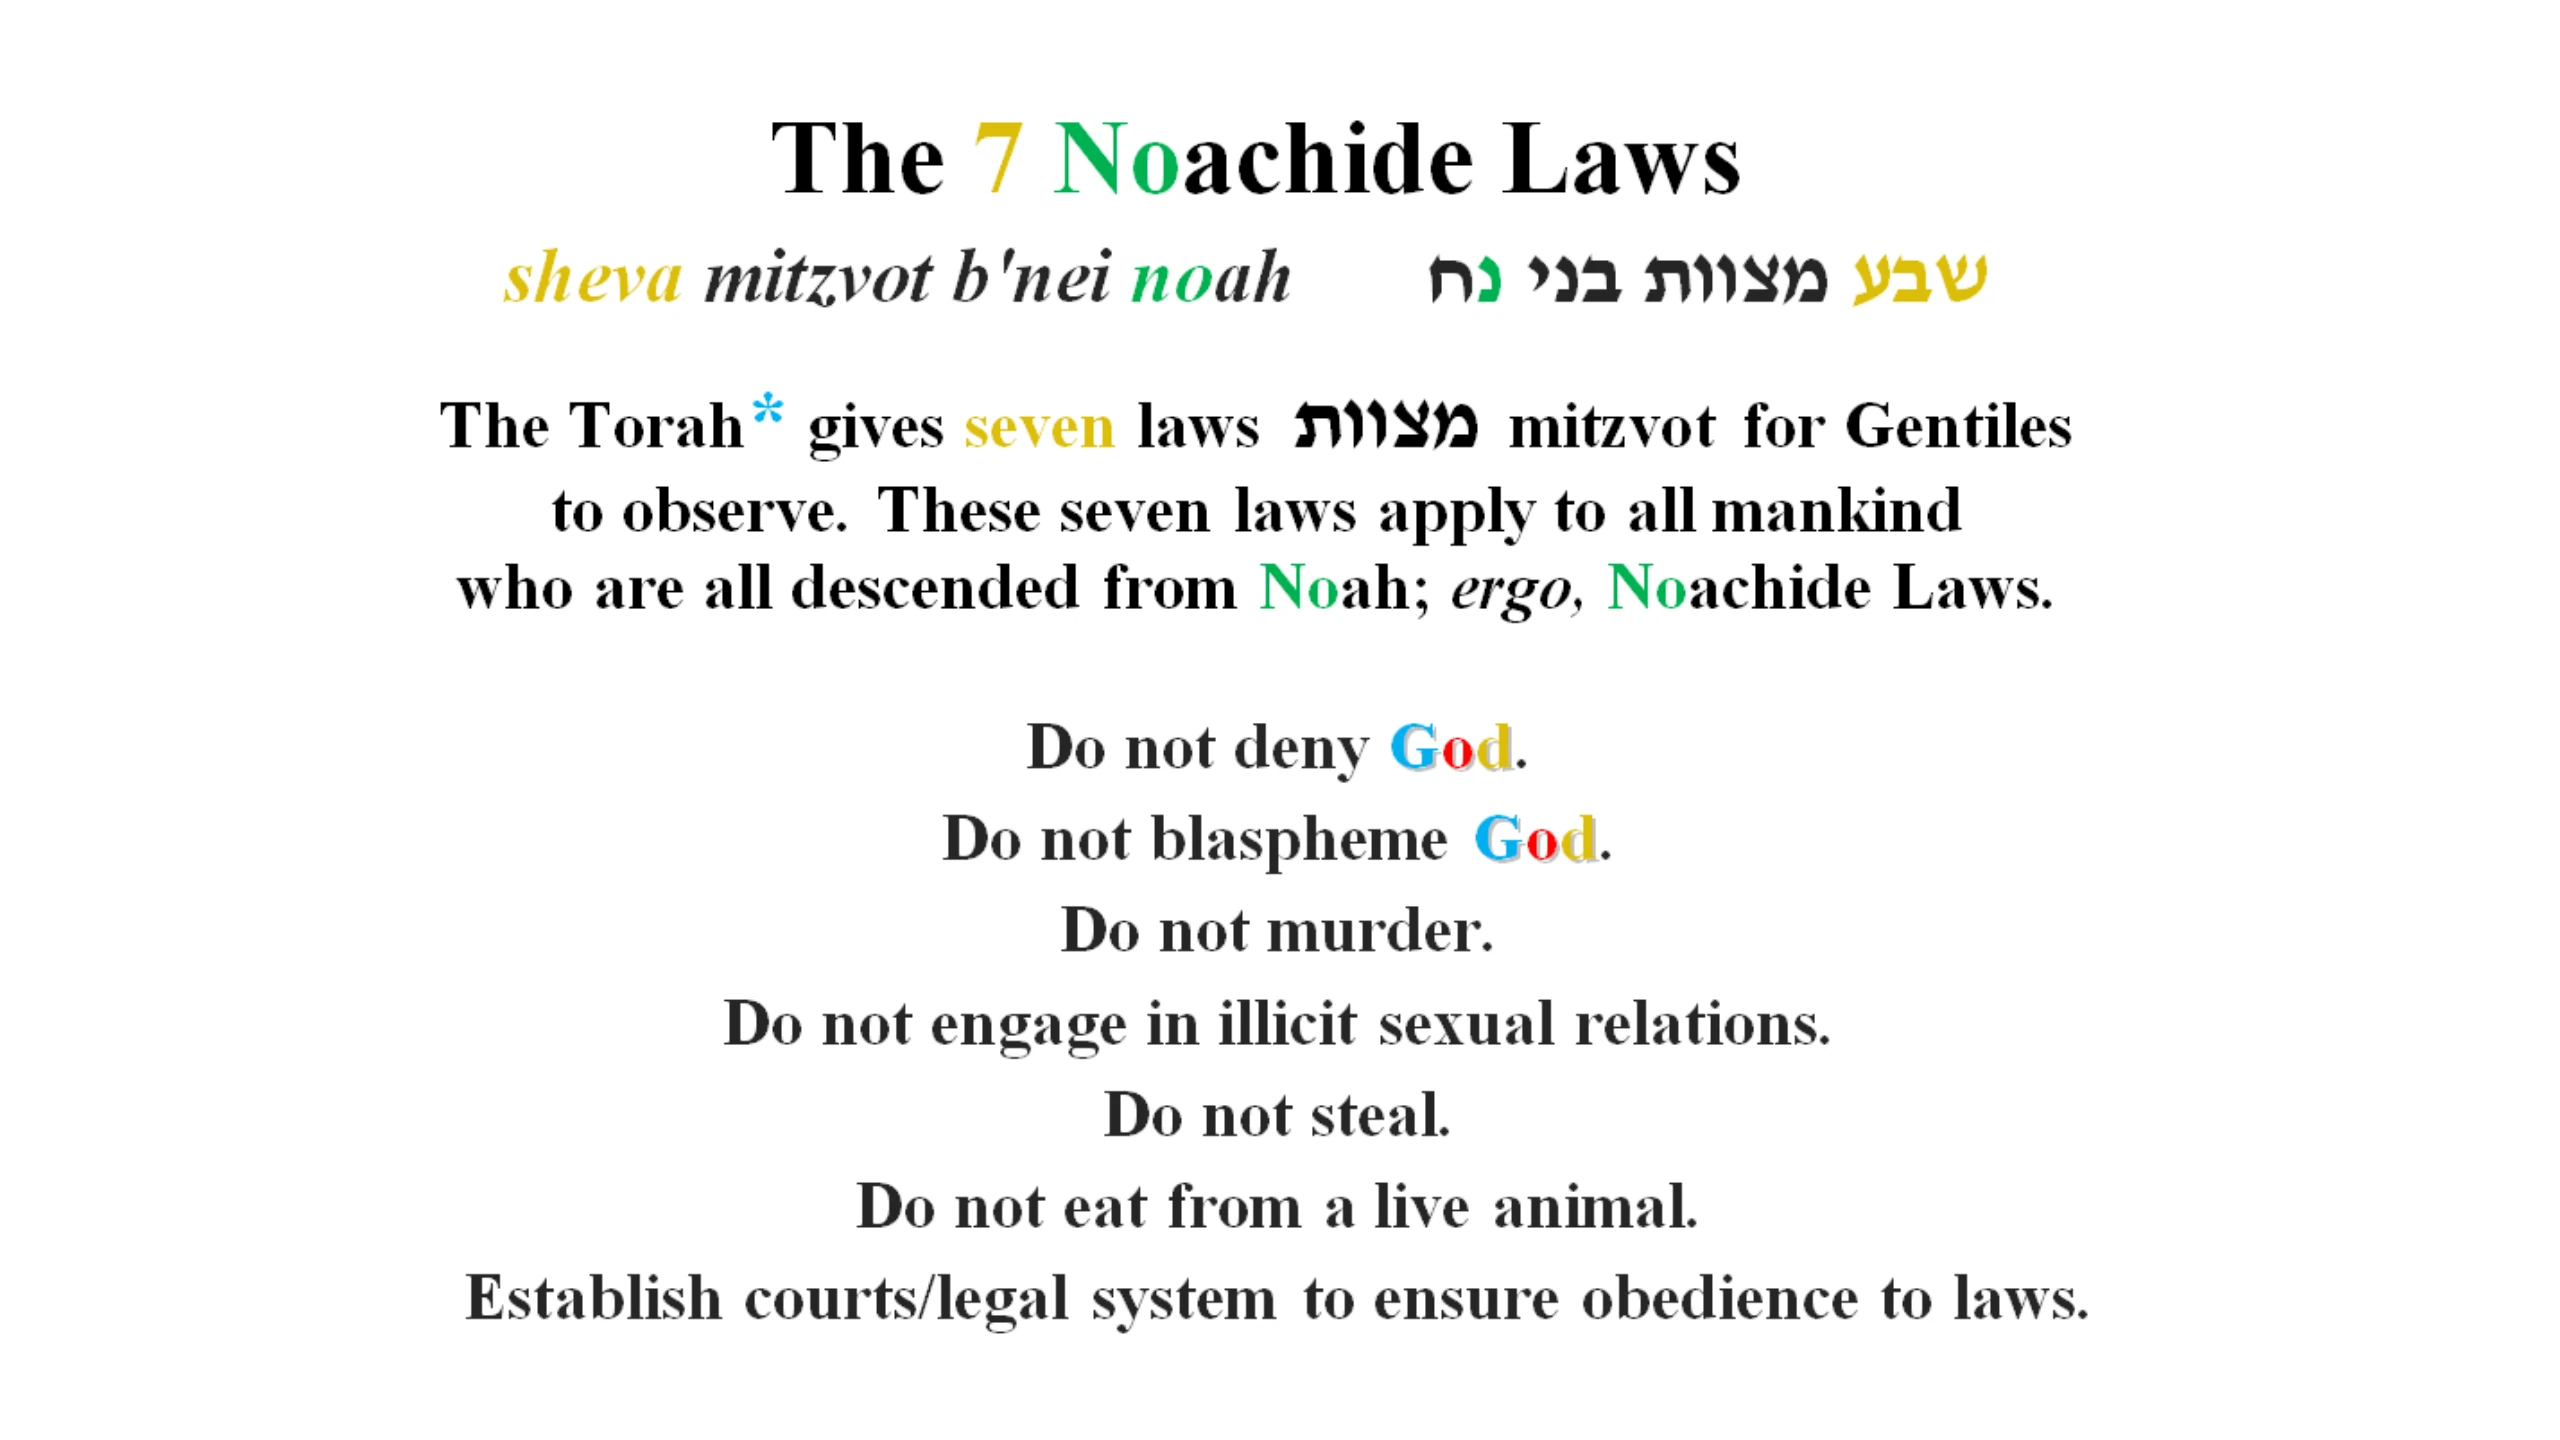 The 7 Noachide Laws
sheva mitzvot b'nei noah שבע מצוות בני נח
The Torah* gives seven laws מצוות mitzvot for Gentiles
to observe. These seven laws apply to all mankind
who are all descended from Noah; ergo, Noachide Laws.
Do not deny God.
Do not blaspheme God.
Do not murder.
Do not engage in illicit sexual relations.
Do not steal.
Do not eat from a live animal.
Establish courts/legal system to ensure obedience to laws.